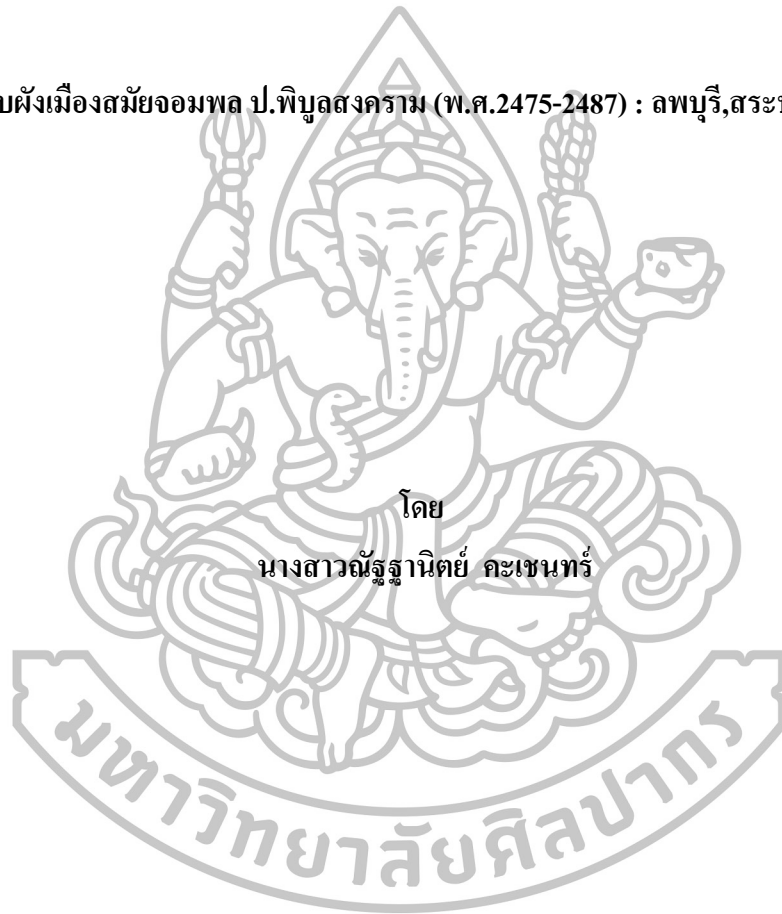 ผังเมืองสมัยจอมพล ป.พิบูลสงคราม (พ.ศ.2475-2487) : ลพบุรี,สระ
โดย
นางสาวณัฐฐานิตย์ คะเชนทร์
มหาวิทยาลัยศิลปากร